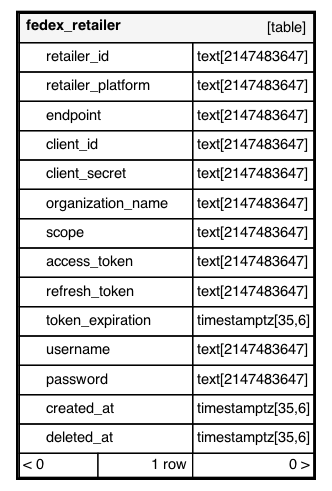 fedex_retailer [table]
retailer_id text[2147483647]
retailer_platform text[2147483647]
endpoint text[2147483647]
client_id text[2147483647]
client_secret text[2147483647]
organization_name text[2147483647]
scope text[2147483647]
access_token text[2147483647]
refresh_token text[2147483647]
token_expiration timestamptz[35,6]
username text[2147483647]
password text[2147483647]
created_at timestamptz[35,6]
deleted_at timestamptz[35,6]
< 0 1 row 0 >